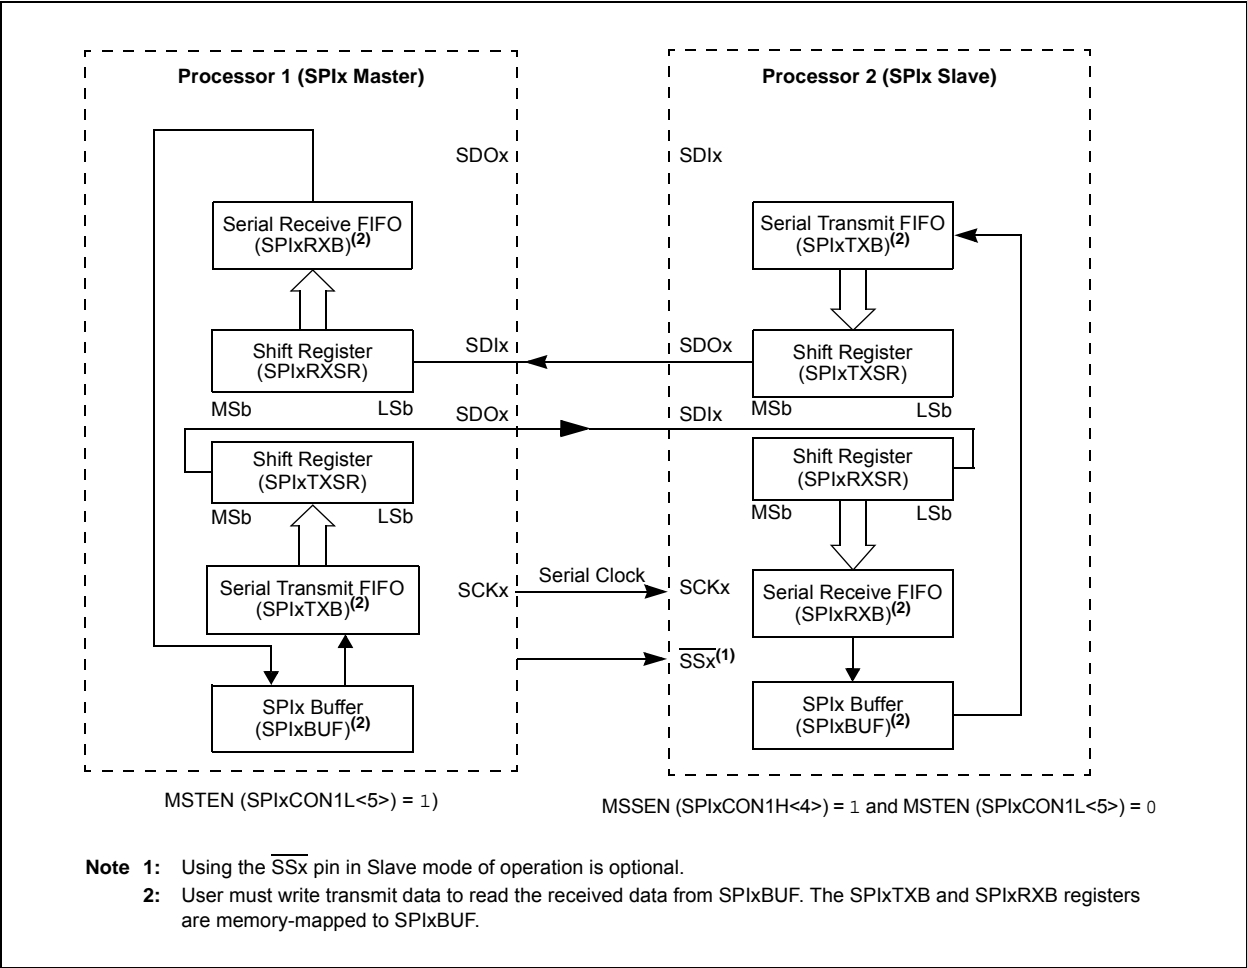 Processor 1 (SPIx Master)
Processor 2 (SPIx Slave)
SDOx
SDIx
Serial Receive FIFO
(SPIxRXB)(2)
Serial Transmit FIFO
(SPIxTXB)(2)
Shift Register
(SPIxRXSR)
SDIx
SDOx
Shift Register
(SPIxTXSR)
MSb
LSb
SDOx
SDIx
MSb
LSb
Shift Register
(SPIxTXSR)
Shift Register
(SPIxRXSR)
MSb
LSb
MSb
LSb
Serial Transmit FIFO
(SPIxTXB)(2)
SCKx
Serial Clock
SCKx
Serial Receive FIFO
(SPIxRXB)(2)
SSx(1)
SPIx Buffer
(SPIxBUF)(2)
SPIx Buffer
(SPIxBUF)(2)
MSTEN (SPIxCON1L<5>) = 1)
MSSEN (SPIxCON1H<4>) = 1 and MSTEN (SPIxCON1L<5>) = 0
Note 1: Using the SSx pin in Slave mode of operation is optional.
2: User must write transmit data to read the received data from SPIxBUF. The SPIxTXB and SPIxRXB registers
are memory-mapped to SPIxBUF.